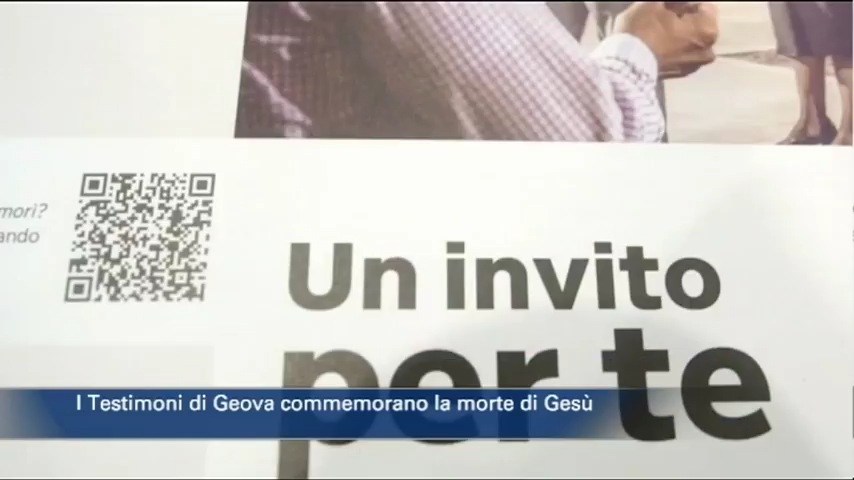 mori?
ando
Un invito
per te
I Testimoni di Geova commemorano la morte di Gesù